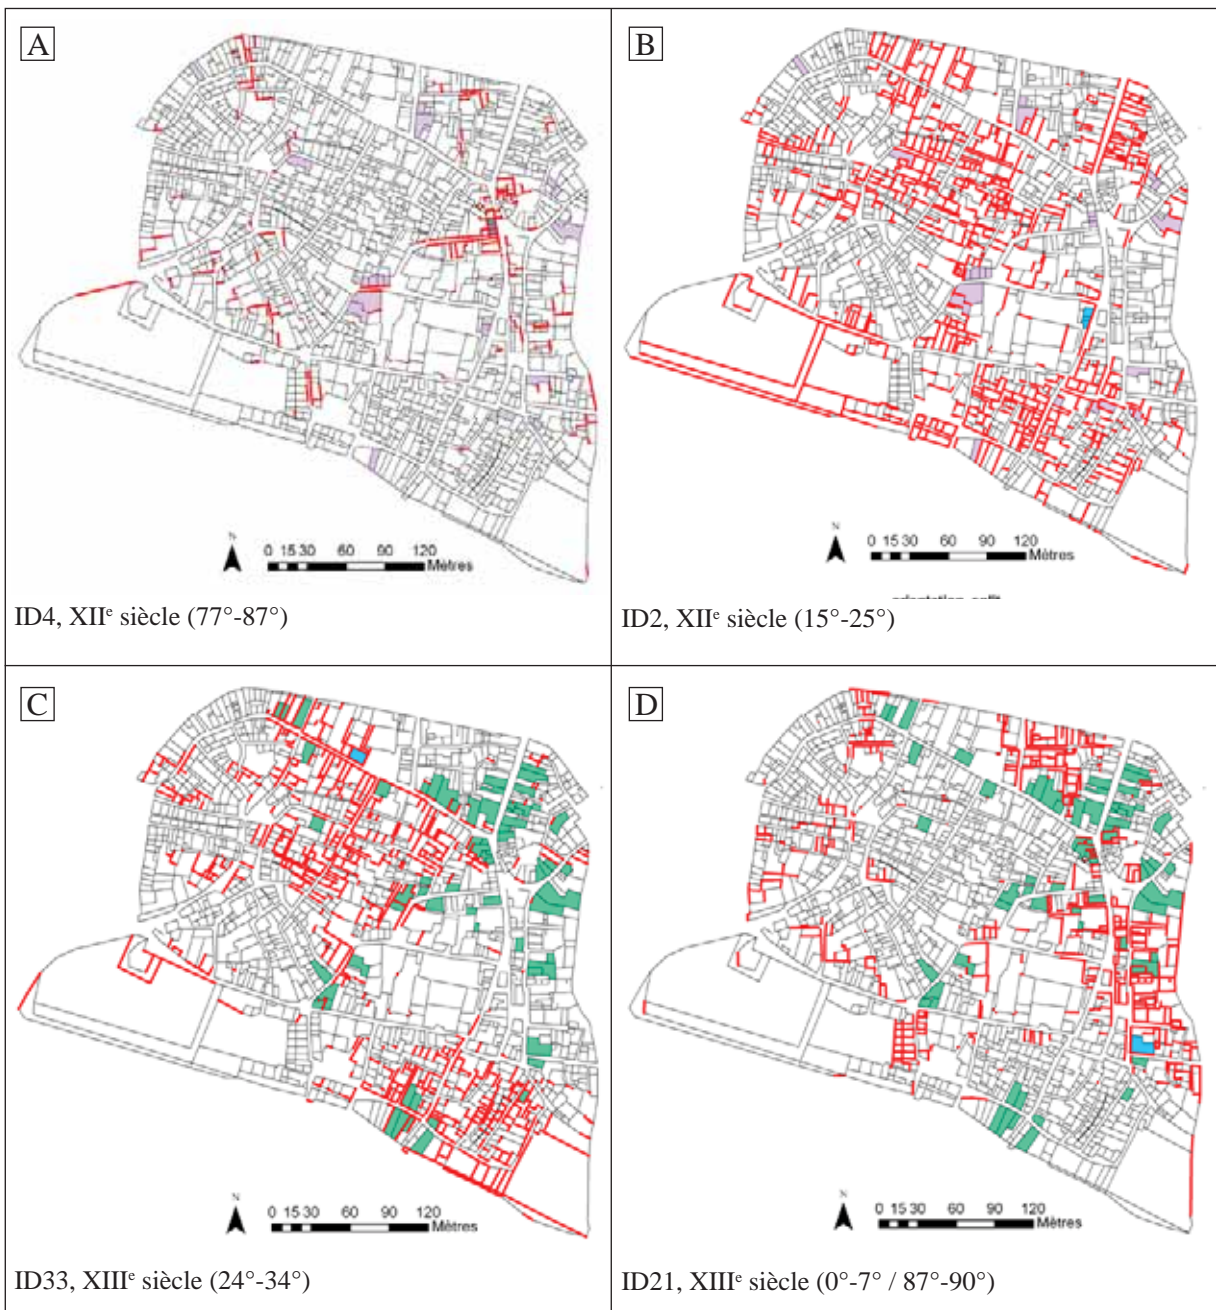 A
N
0 15 30 60 90 120
Mètres
ID4, XIIe siècle (77°-87°)
B
N
0 15 30 60 90 120
Mètres
ID2, XIIe siècle (15°-25°)
C
N
0 15 30 60 90 120
Mètres
ID33, XIIIe siècle (24°-34°)
D
N
0 15 30 60 90 120
Mètres
ID21, XIIIe siècle (0°-7° / 87°-90°)